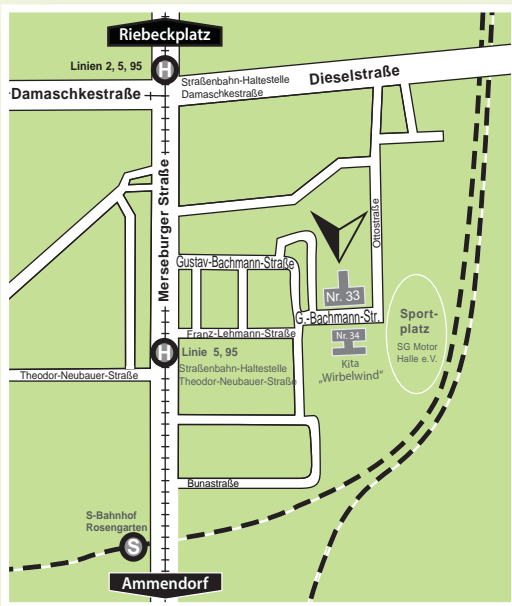 Riebeckplatz
Linien 2, 5, 95
H
Straßenbahn-Haltestelle
Damaschkestraße
Dieselstraße
Damaschkestraße
Merseburger Straße
Ottostraße
Gustav-Bachmann-Straße
Nr. 33
G.-Bachmann-Str.
Sport-
platz
SG Motor
Halle e.V.
Franz-Lehmann-Straße
Nr. 34
Kita
„Wirbelwind“
H
Linie 5, 95
Straßenbahn-Haltestelle
Theodor-Neubauer-Straße
Theodor-Neubauer-Straße
Bunastraße
S-Bahnhof
Rosengarten
S
Ammendorf